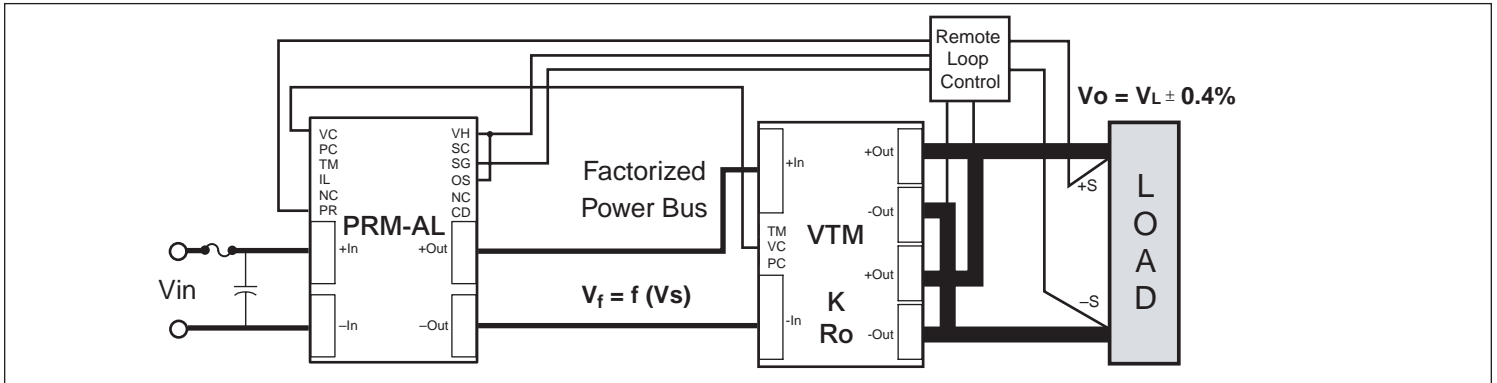 Remote
Loop
Control
Vo = VL ± 0.4%
VC
PC
TM
IL
NC
PR
VH
SC
SG
OS
NC
CD
PRM-AL
+In
–In
+Out
–Out
Vin
Factorized
Power Bus
Vf = f (Vs)
+In
-In
TM
VC
PC
VTM
K
Ro
+Out
-Out
+Out
-Out
+S
–S
L
O
A
D